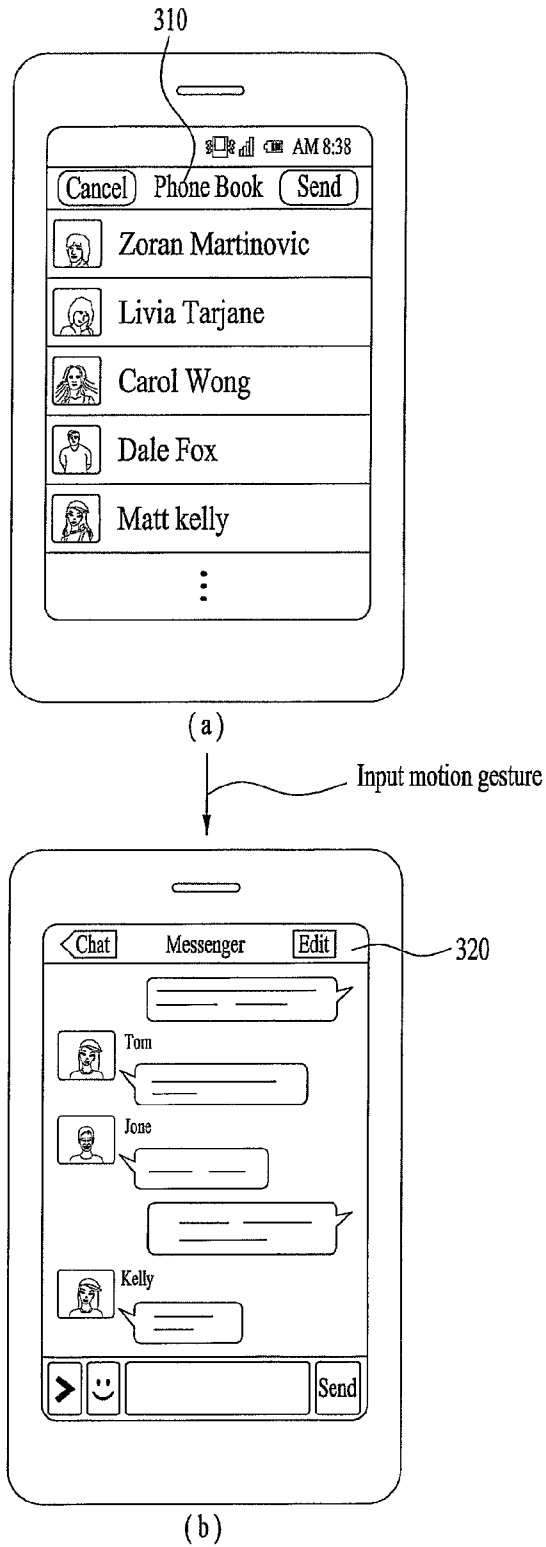 310
AM 8:38
Cancel Phone Book Send
Zoran Martinovic
Livia Tarjane
Carol Wong
Dale Fox
Matt kelly
(a)
Input motion gesture
Chat Messenger Edit
320
Tom
Jone
Kelly
Send
(b)